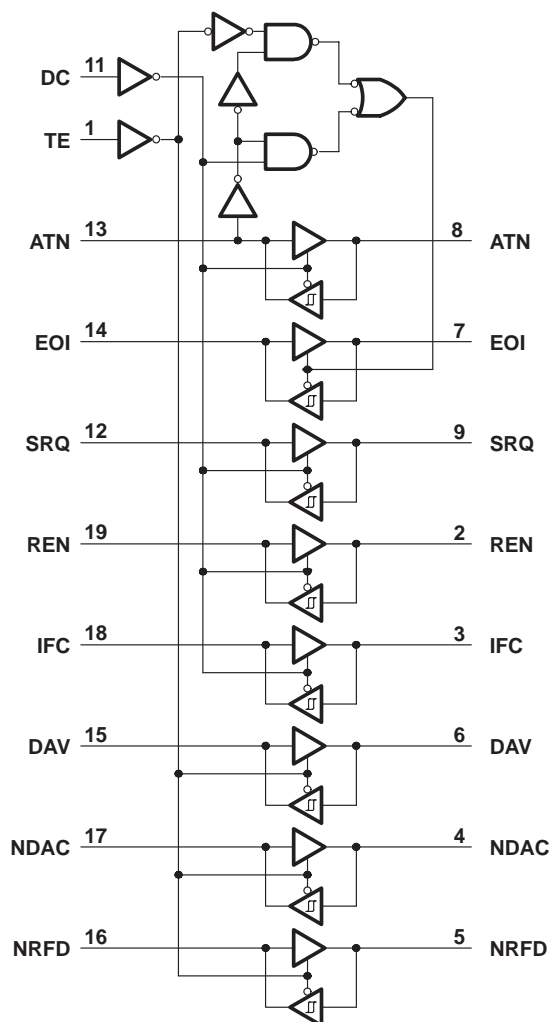 DC 11
TE 1
ATN 13 8 ATN
EOI 14 7 EOI
SRQ 12 9 SRQ
REN 19 2 REN
IFC 18 3 IFC
DAV 15 6 DAV
NDAC 17 4 NDAC
NRFD 16 5 NRFD